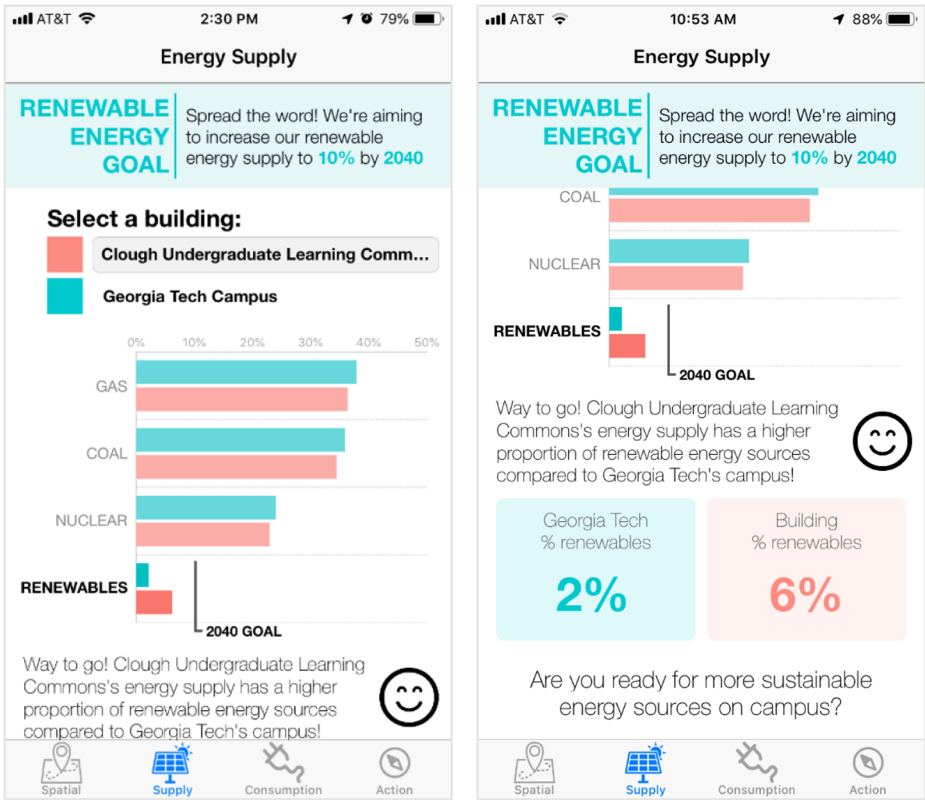 AT&T 2:30 PM 79%
Energy Supply
RENEWABLE
ENERGY
GOAL
Spread the word! We're aiming
to increase our renewable
energy supply to 10% by 2040
Select a building:
Clough Undergraduate Learning Comm...
Georgia Tech Campus
0% 10% 20% 30% 40% 50%
GAS
COAL
NUCLEAR
RENEWABLES
2040 GOAL
Way to go! Clough Undergraduate Learning
Commons's energy supply has a higher
proportion of renewable energy sources
compared to Georgia Tech's campus!
Spatial Supply Consumption Action
AT&T 10:53 AM 88%
Energy Supply
RENEWABLE
ENERGY
GOAL
Spread the word! We're aiming
to increase our renewable
energy supply to 10% by 2040
COAL
NUCLEAR
RENEWABLES
2040 GOAL
Way to go! Clough Undergraduate Learning
Commons's energy supply has a higher
proportion of renewable energy sources
compared to Georgia Tech's campus!
Georgia Tech
% renewables
2%
Building
% renewables
6%
Are you ready for more sustainable
energy sources on campus?
Spatial Supply Consumption Action